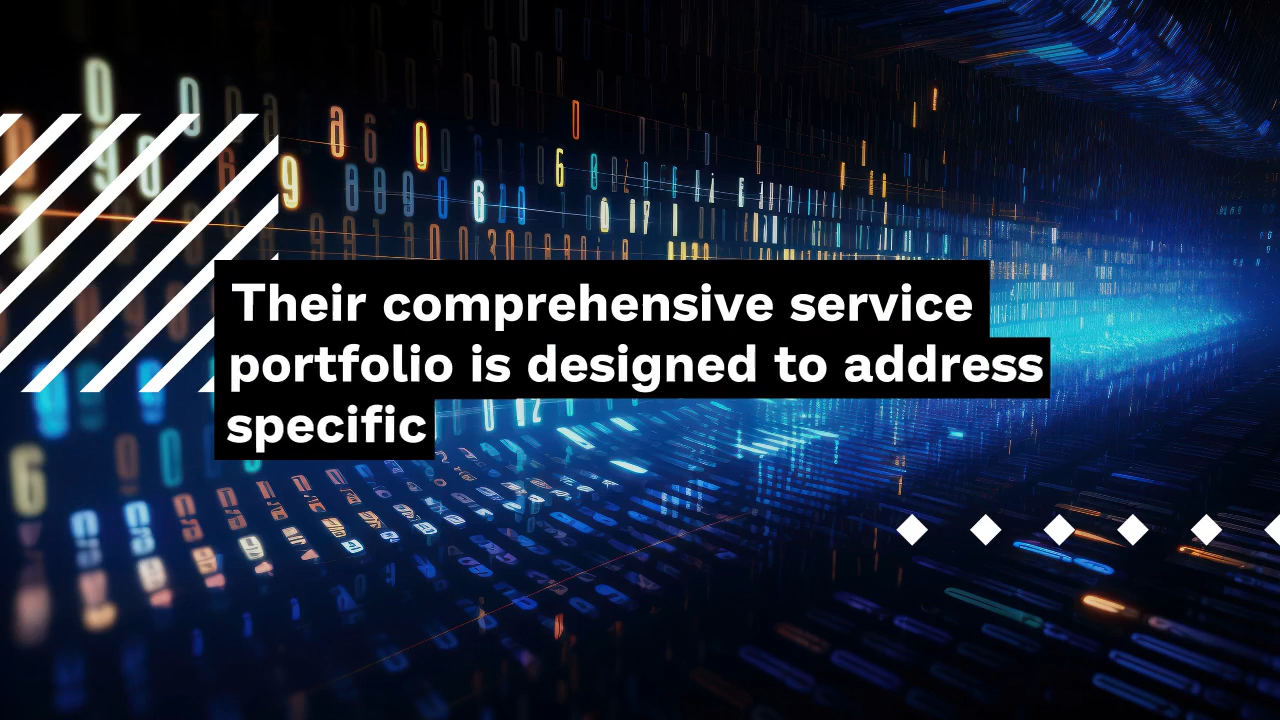 Their comprehensive service
portfolio is designed to address
specific